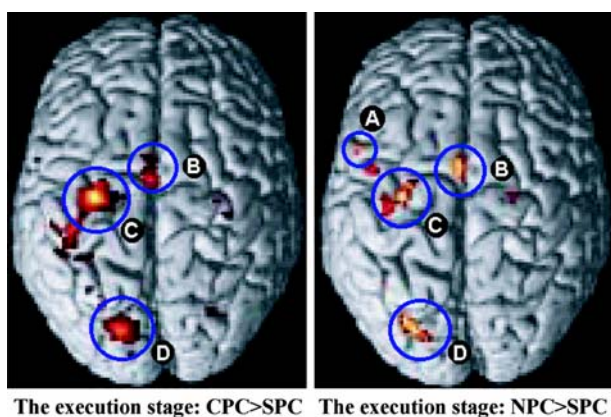 A
B
B
C
C
D
D
The execution stage: CPC>SPC
The execution stage: NPC>SPC